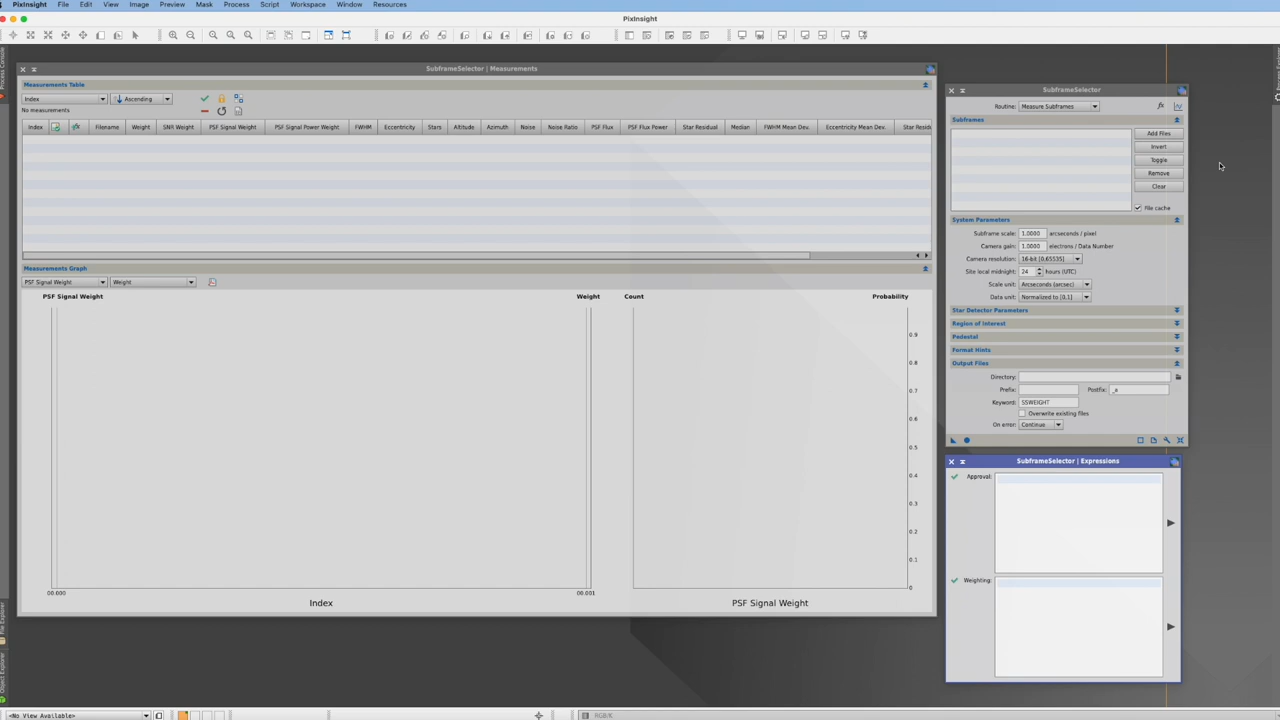 PixInsight File Edit View Image Preview Mask Process Script Workspace Window Resources
PixInsight
Process Console
SubframeSelector | Measurements
Measurements Table
Index Ascending
No measurements
Index Filename Weight SNR Weight PSF Signal Weight PSF Signal Power Weight FWHM Eccentricity Stars Altitude Azimuth Noise Noise Ratio PSF Flux PSF Flux Power Star Residual Median FWHM Mean Dev. Eccentricity Mean Dev. Star Resid
Measurements Graph
PSF Signal Weight Weight
PSF Signal Weight Weight Count Probability
0.9
0.8
0.7
0.6
0.5
0.4
0.3
0.2
0.1
0
00.000 00.001
Index PSF Signal Weight
SubframeSelector
Routine: Measure Subframes
Subframes
Add Files
Invert
Toggle
Remove
Clear
File cache
System Parameters
Subframe scale: 1.0000 arcseconds / pixel
Camera gain: 1.0000 electrons / Data Number
Camera resolution: 16-bit [0,65535]
Site local midnight: 24 hours (UTC)
Scale unit: Arcseconds (arcsec)
Data unit: Normalized to [0,1]
Star Detector Parameters
Region of Interest
Pedestal
Format Hints
Output Files
Directory:
Prefix: Postfix: _a
Keyword: SSWEIGHT
Overwrite existing files
On error: Continue
SubframeSelector | Expressions
Approval:
Weighting:
File Explorer
Object Explorer
<No View Available> RGB/K